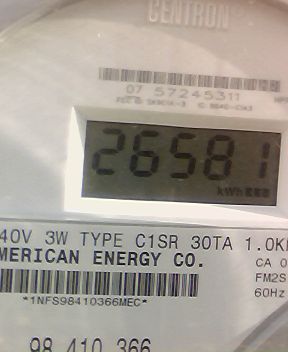 CENTRON
07 57245311
26581
kWh
40V 3W TYPE C1SR 30TA 1.0K
MERICAN ENERGY CO.
CA 0
FM2S
*1NFS98410366MEC*
60Hz
98 410 366